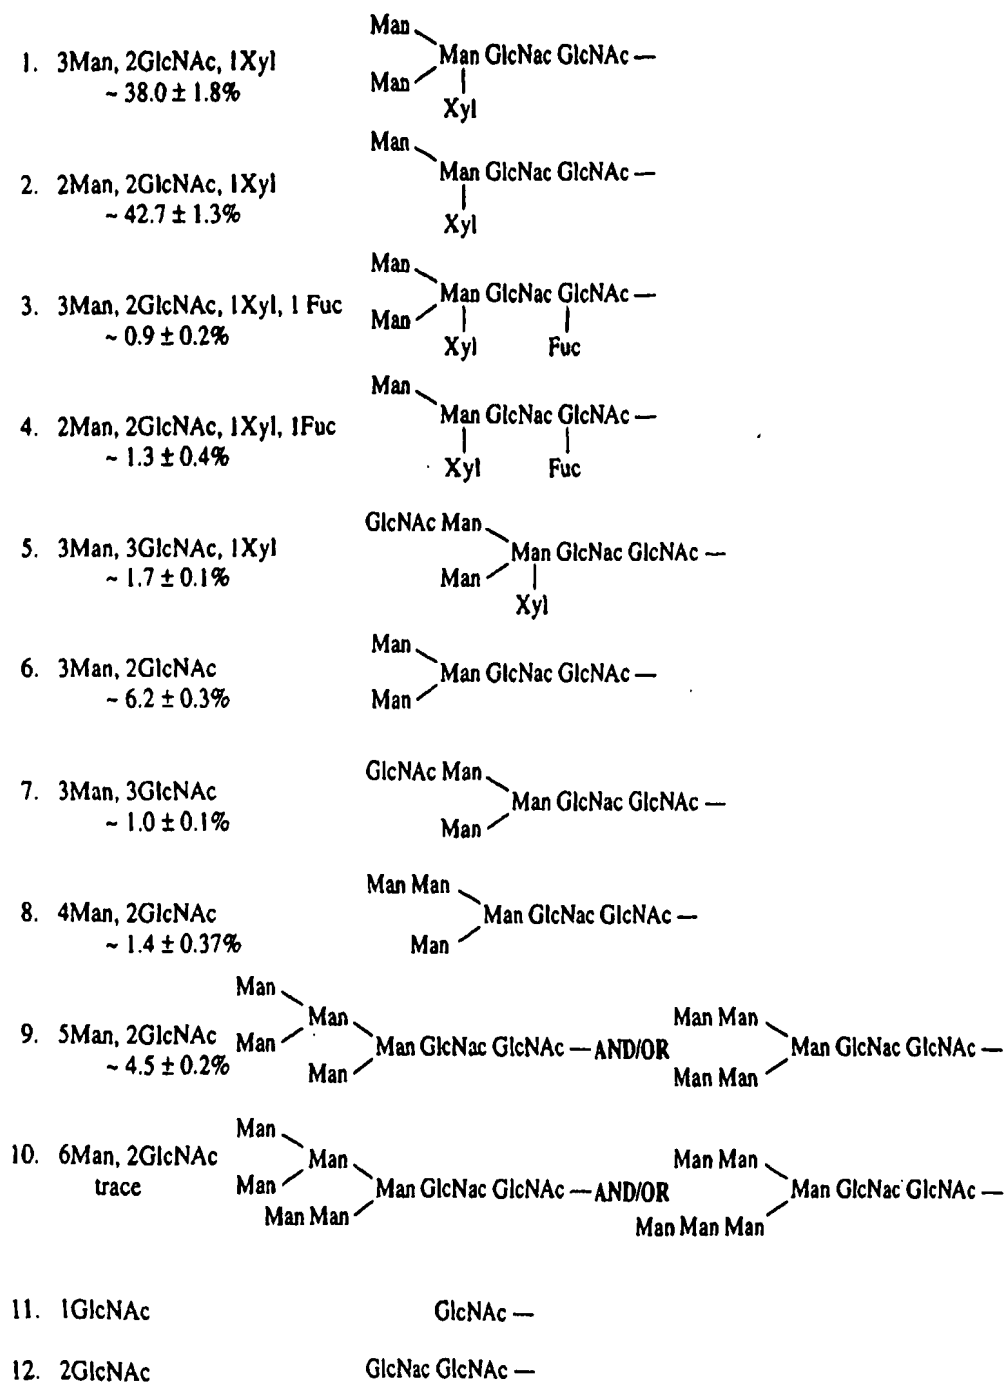 Man
1. 3Man, 2GlcNAc, 1Xyl Man GlcNac GlcNAc —
~ 38.0 ± 1.8% Man
Xyl
Man
2. 2Man, 2GlcNAc, 1Xyl Man GlcNac GlcNAc —
~ 42.7 ± 1.3%
Xyl
Man
3. 3Man, 2GlcNAc, 1Xyl, 1 Fuc Man GlcNac GlcNAc —
~ 0.9 ± 0.2% Man
Xyl Fuc
Man
4. 2Man, 2GlcNAc, 1Xyl, 1Fuc Man GlcNac GlcNAc —
~ 1.3 ± 0.4%
Xyl Fuc
GlcNAc Man
5. 3Man, 3GlcNAc, 1Xyl Man GlcNac GlcNAc —
~ 1.7 ± 0.1% Man
Xyl
Man
6. 3Man, 2GlcNAc Man GlcNac GlcNAc —
~ 6.2 ± 0.3% Man
GlcNAc Man
7. 3Man, 3GlcNAc Man GlcNac GlcNAc —
~ 1.0 ± 0.1% Man
Man Man
8. 4Man, 2GlcNAc Man GlcNac GlcNAc —
~ 1.4 ± 0.37% Man
Man
Man Man Man
9. 5Man, 2GlcNAc Man Man GlcNac GlcNAc — AND/OR Man GlcNac GlcNAc —
~ 4.5 ± 0.2% Man Man Man
Man
10. 6Man, 2GlcNAc Man Man Man
trace Man Man GlcNac GlcNAc — AND/OR Man GlcNac GlcNAc —
Man Man Man Man Man
11. 1GlcNAc GlcNAc —
12. 2GlcNAc GlcNac GlcNAc —